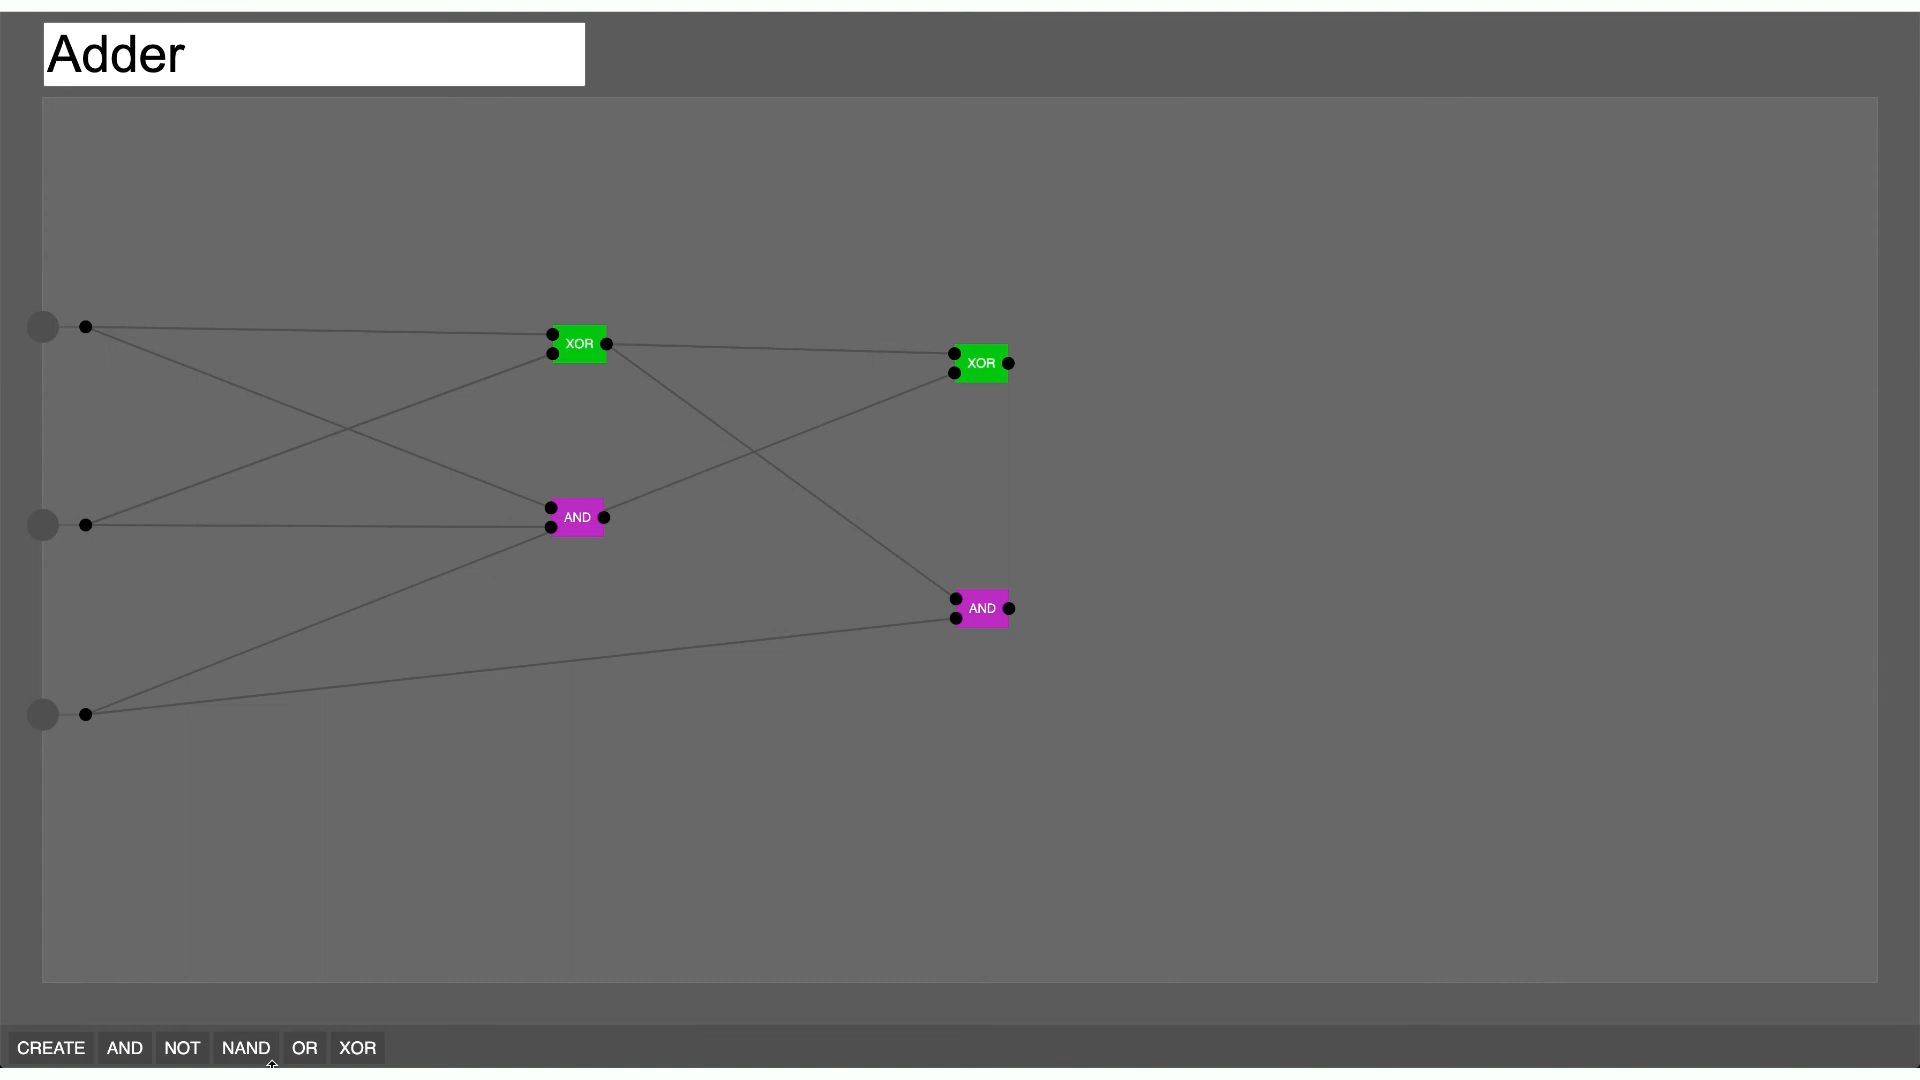 Adder
XOR
XOR
AND
AND
CREATE AND NOT NAND OR XOR